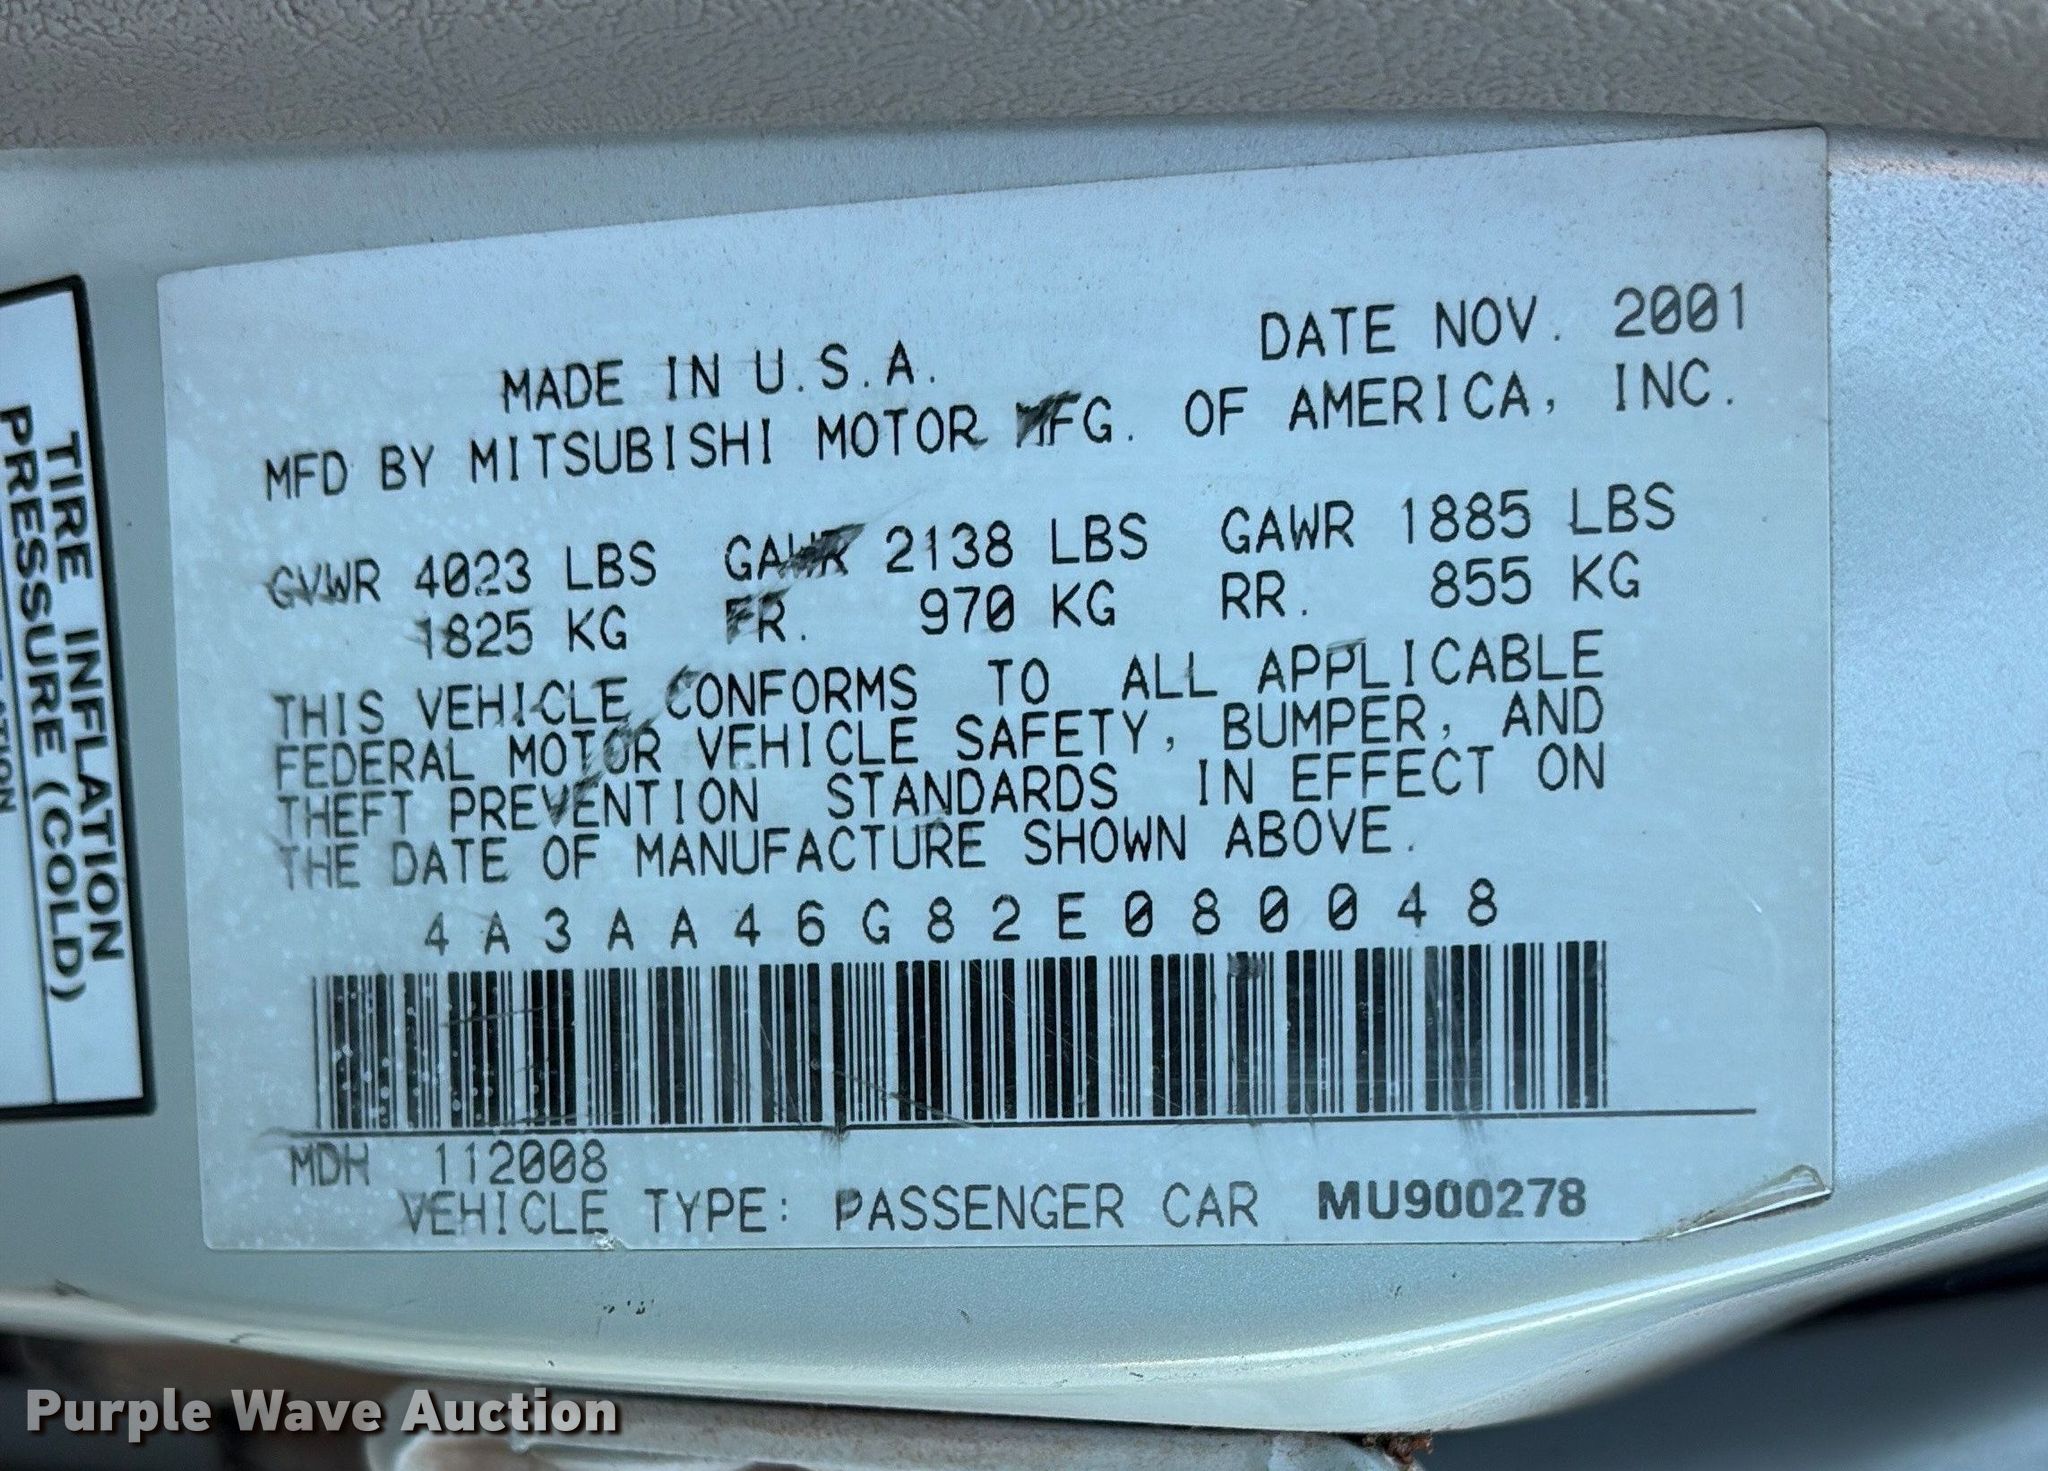 MADE IN U.S.A. DATE NOV. 2001
MFD BY MITSUBISHI MOTOR MFG. OF AMERICA, INC.
GVWR 4023 LBS GAWR 2138 LBS GAWR 1885 LBS
1825 KG FR. 970 KG RR. 855 KG
THIS VEHICLE CONFORMS TO ALL APPLICABLE
FEDERAL MOTOR VEHICLE SAFETY, BUMPER, AND
THEFT PREVENTION STANDARDS IN EFFECT ON
THE DATE OF MANUFACTURE SHOWN ABOVE.
4A3AA46G82E080048
MDH 112008
VEHICLE TYPE: PASSENGER CAR MU900278
TIRE INFLATION
PRESSURE (COLD)
Purple Wave Auction